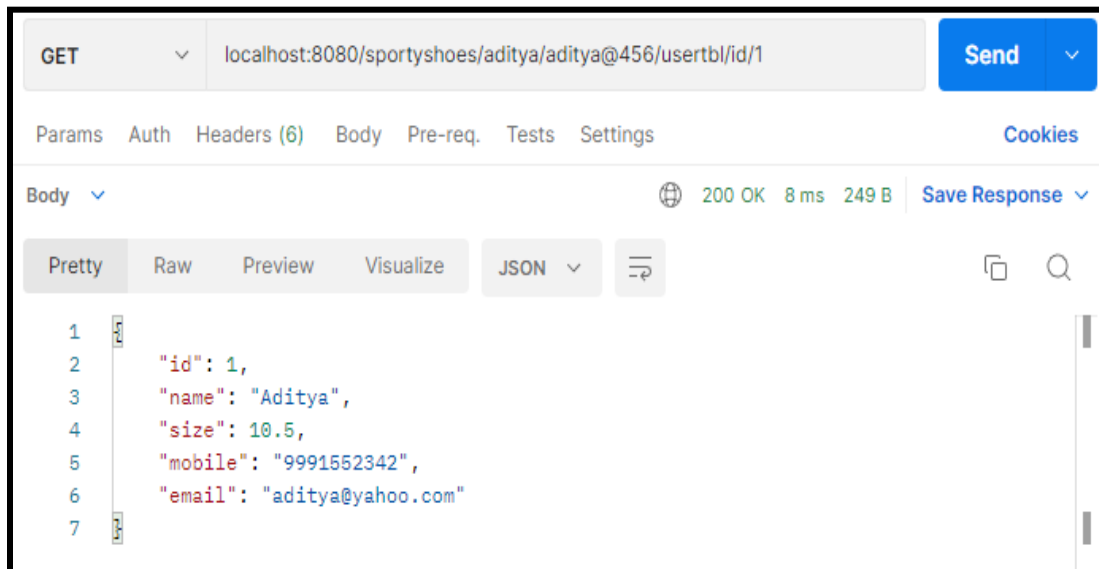 GET localhost:8080/sportyshoes/aditya/aditya@456/usertbl/id/1 Send
Params Auth Headers (6) Body Pre-req. Tests Settings Cookies
Body 200 OK 8 ms 249 B Save Response
Pretty Raw Preview Visualize JSON
1 {
2 "id": 1,
3 "name": "Aditya",
4 "size": 10.5,
5 "mobile": "9991552342",
6 "email": "aditya@yahoo.com"
7 }